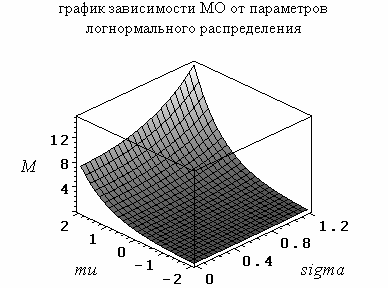 график зависимости МО от параметров
логнормального распределения
12
8
M
4
2
1
0
-1
-2
mu
0
0.4
0.8
1.2
sigma